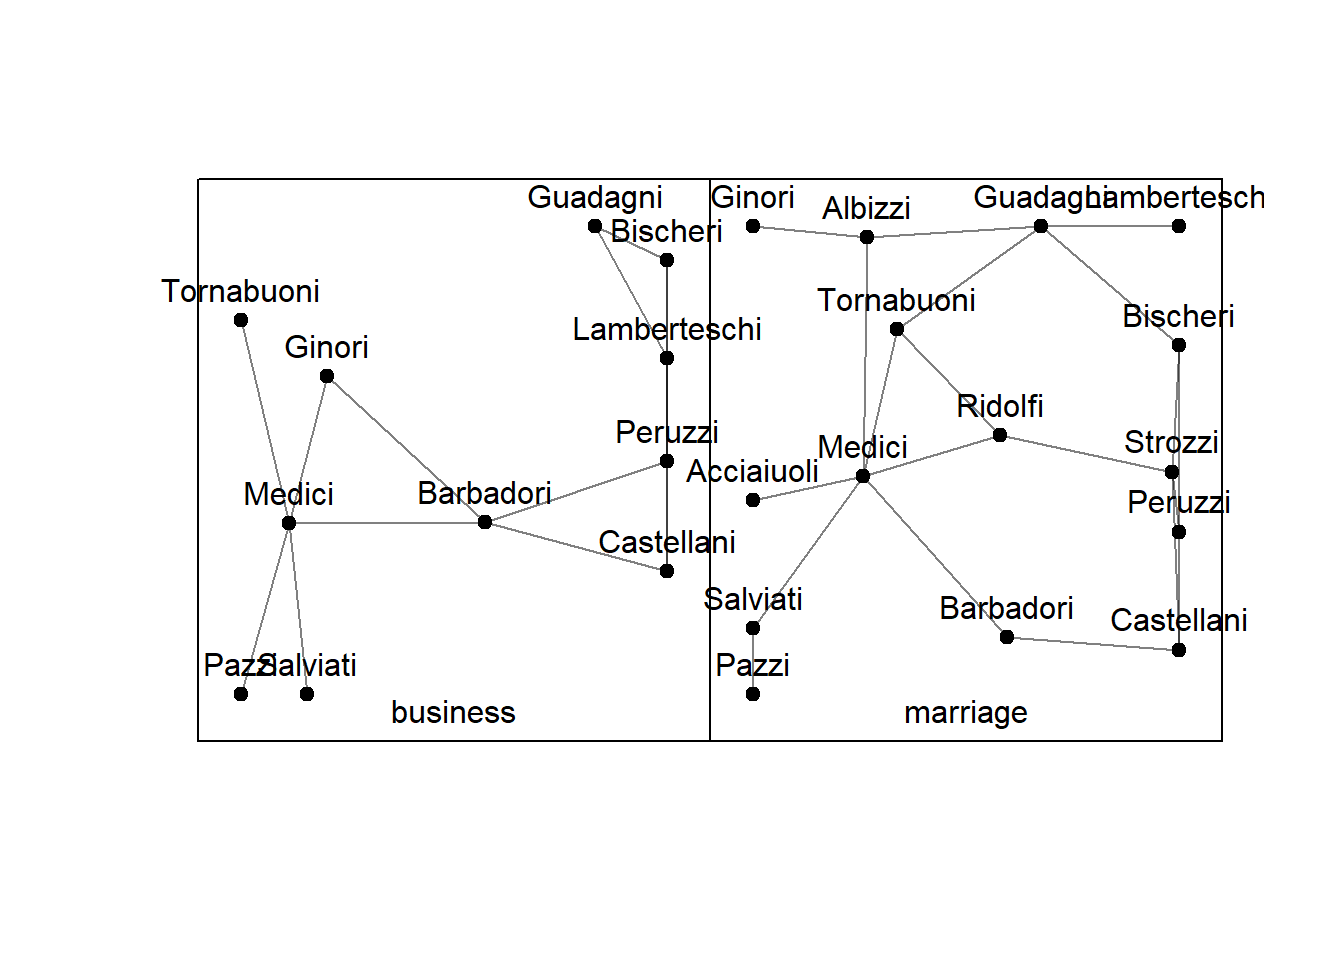 Guadagni
Bischeri
Tornabuoni
Lamberteschi
Ginori
Peruzzi
Medici
Barbadori
Castellani
Pazzi
Salviati
business
Ginori
Albizzi
Guadagni
Lambertesch
Tornabuoni
Bischeri
Ridolfi
Medici
Strozzi
Acciaiuoli
Peruzzi
Salviati
Barbadori
Castellani
Pazzi
marriage